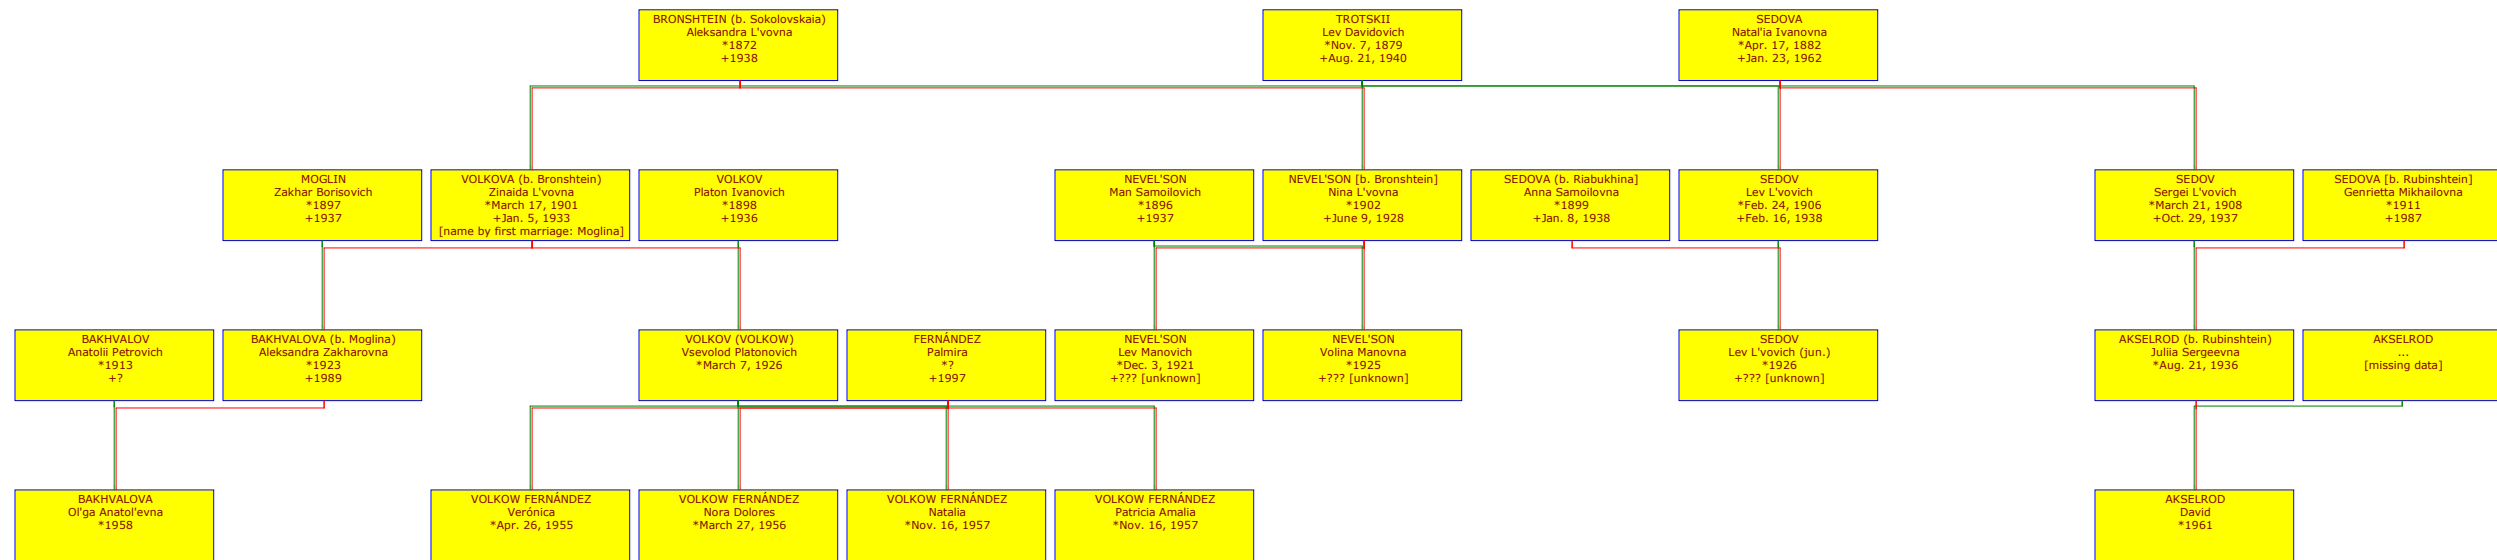 BRONSHTEIN (b. Sokolovskaia)
Aleksandra L'vovna
*1872
+1938
TROTSKII
Lev Davidovich
*Nov. 7, 1879
+Aug. 21, 1940
SEDOVA
Natal'ia Ivanovna
*Apr. 17, 1882
+Jan. 23, 1962
MOGLIN
Zakhar Borisovich
*1897
+1937
VOLKOVA (b. Bronshtein)
Zinaida L'vovna
*March 17, 1901
+Jan. 5, 1933
[name by first marriage: Moglina]
VOLKOV
Platon Ivanovich
*1898
+1936
NEVEL'SON
Man Samoilovich
*1896
+1937
NEVEL'SON [b. Bronshtein]
Nina L'vovna
*1902
+June 9, 1928
SEDOVA (b. Riabukhina]
Anna Samoilovna
*1899
+Jan. 8, 1938
SEDOV
Lev L'vovich
*Feb. 24, 1906
+Feb. 16, 1938
SEDOV
Sergei L'vovich
*March 21, 1908
+Oct. 29, 1937
SEDOVA [b. Rubinshtein]
Genrietta Mikhailovna
*1911
+1987
BAKHVALOV
Anatolii Petrovich
*1913
+?
BAKHVALOVA (b. Moglina)
Aleksandra Zakharovna
*1923
+1989
VOLKOV (VOLKOW)
Vsevolod Platonovich
*March 7, 1926
FERNÁNDEZ
Palmira
*?
+1997
NEVEL'SON
Lev Manovich
*Dec. 3, 1921
+??? [unknown]
NEVEL'SON
Volina Manovna
*1925
+??? [unknown]
SEDOV
Lev L'vovich (jun.)
*1926
+??? [unknown]
AKSELROD (b. Rubinshtein]
Juliia Sergeevna
*Aug. 21, 1936
AKSELROD
...
[missing data]
BAKHVALOVA
Ol'ga Anatol'evna
*1958
VOLKOW FERNÁNDEZ
Verónica
*Apr. 26, 1955
VOLKOW FERNÁNDEZ
Nora Dolores
*March 27, 1956
VOLKOW FERNÁNDEZ
Natalia
*Nov. 16, 1957
VOLKOW FERNÁNDEZ
Patricia Amalia
*Nov. 16, 1957
AKSELROD
David
*1961